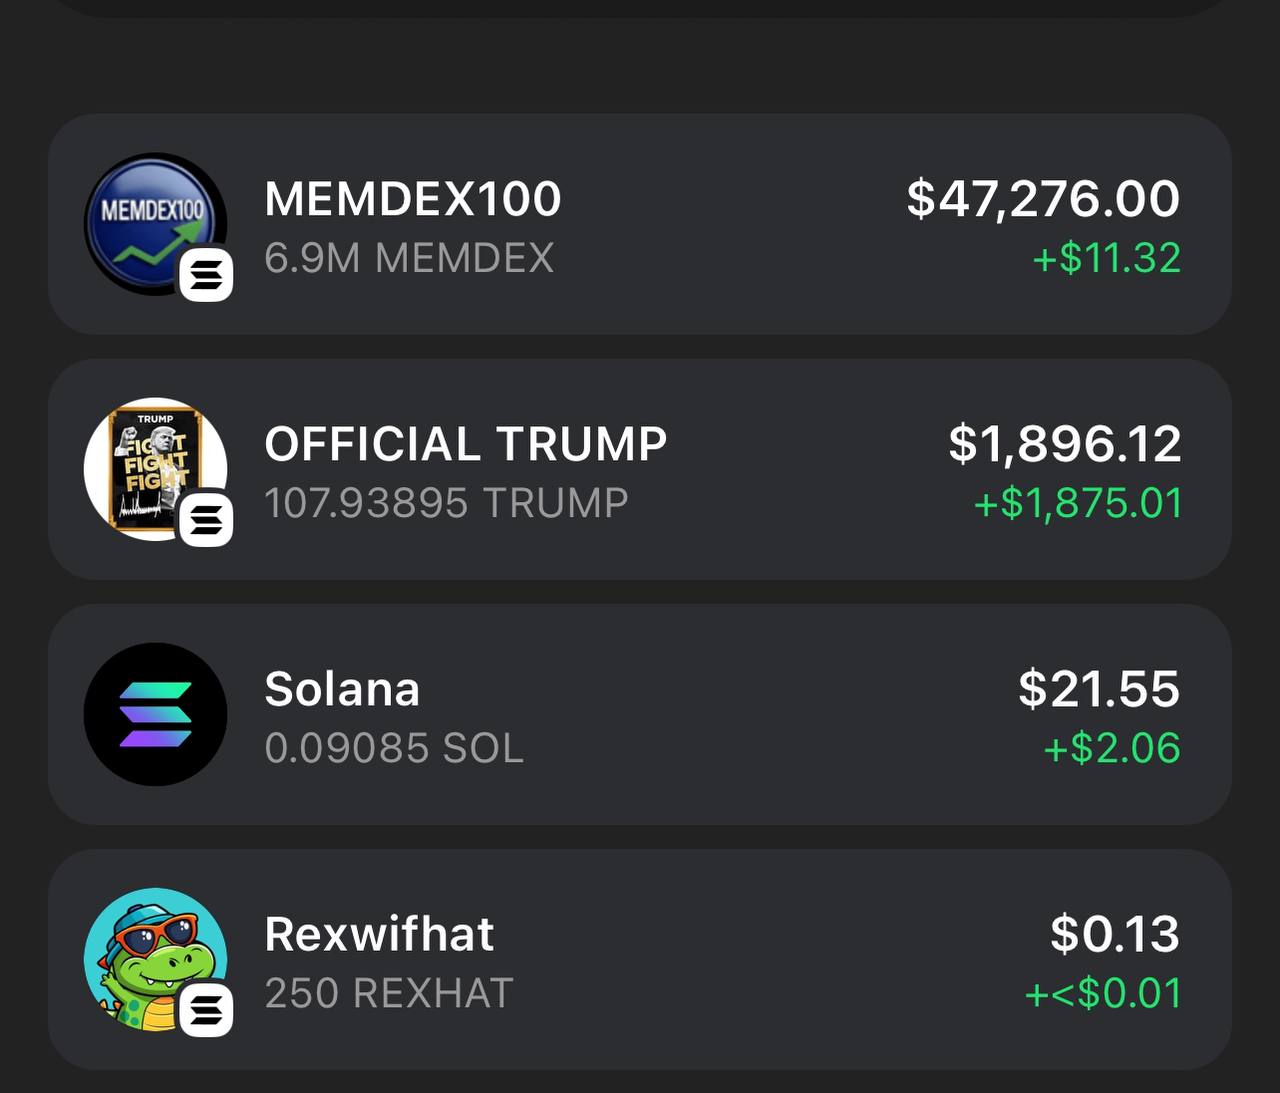 MEMDEX100
MEMDEX100
$47,276.00
6.9M MEMDEX
+$11.32
TRUMP
FIGHT
FIGHT
FIGHT
OFFICIAL TRUMP
$1,896.12
107.93895 TRUMP
+$1,875.01
Solana
$21.55
0.09085 SOL
+$2.06
Rexwifhat
$0.13
250 REXHAT
+<$0.01